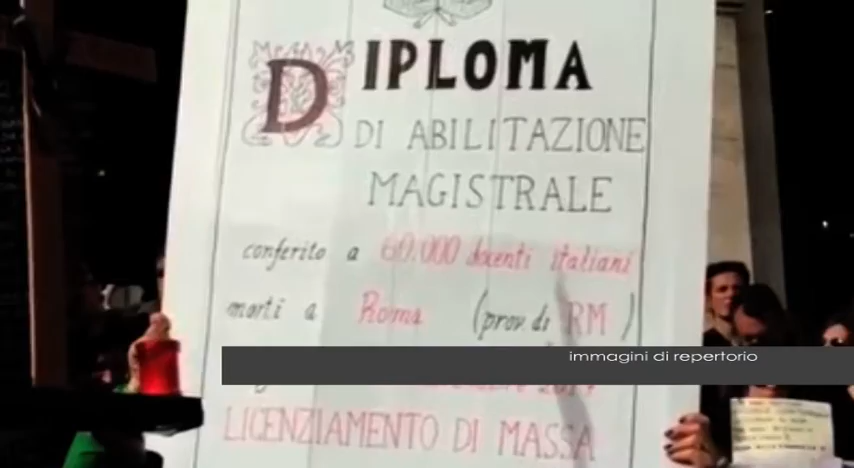 DIPLOMA
DI ABILITAZIONE
MAGISTRALE
conferito a 60.000 docenti italiani
morti a Roma (prov. di RM)
immagini di repertorio
LICENZIAMENTO DI MASSA